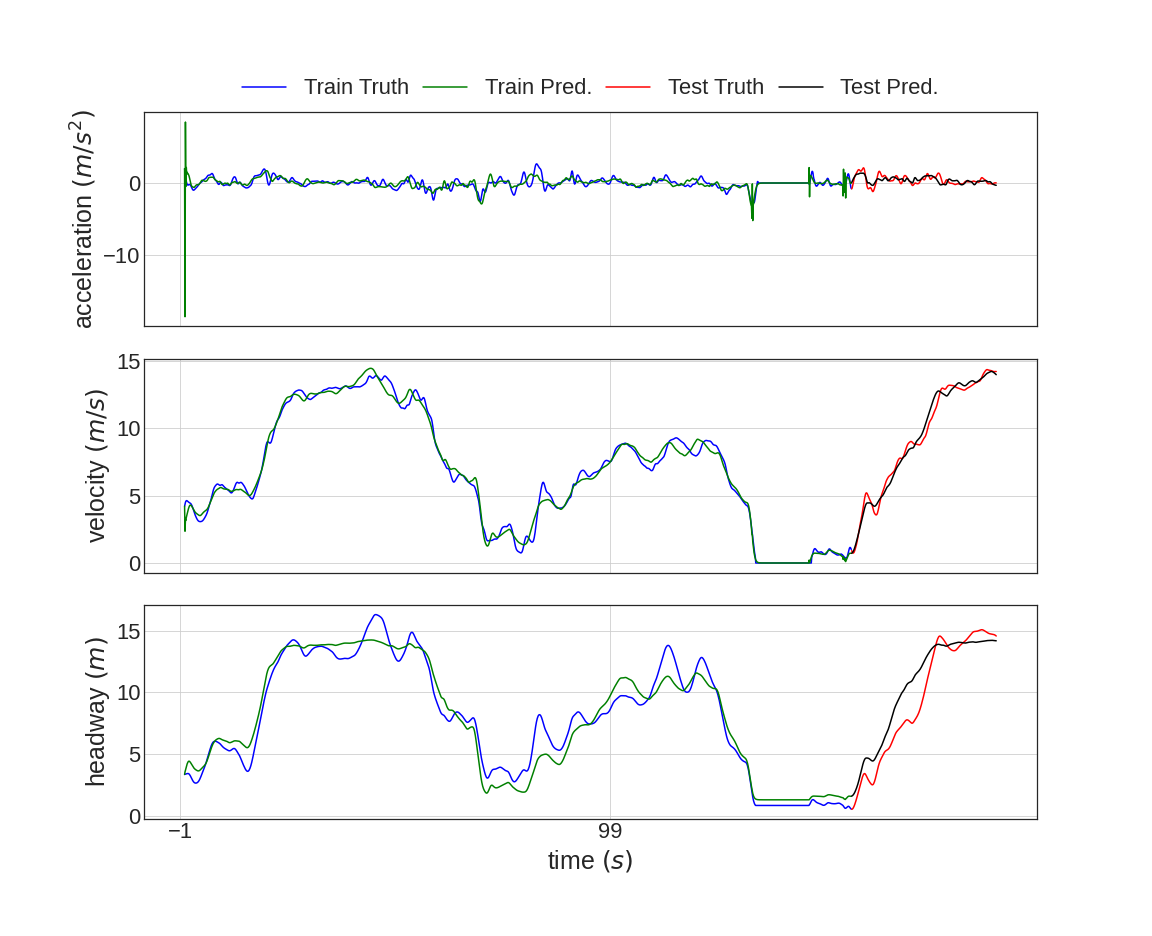 Train Truth Train Pred. Test Truth Test Pred.
acceleration (m/s²)
0
−10
velocity (m/s)
15
10
5
0
headway (m)
15
10
5
0
−1 99
time (s)